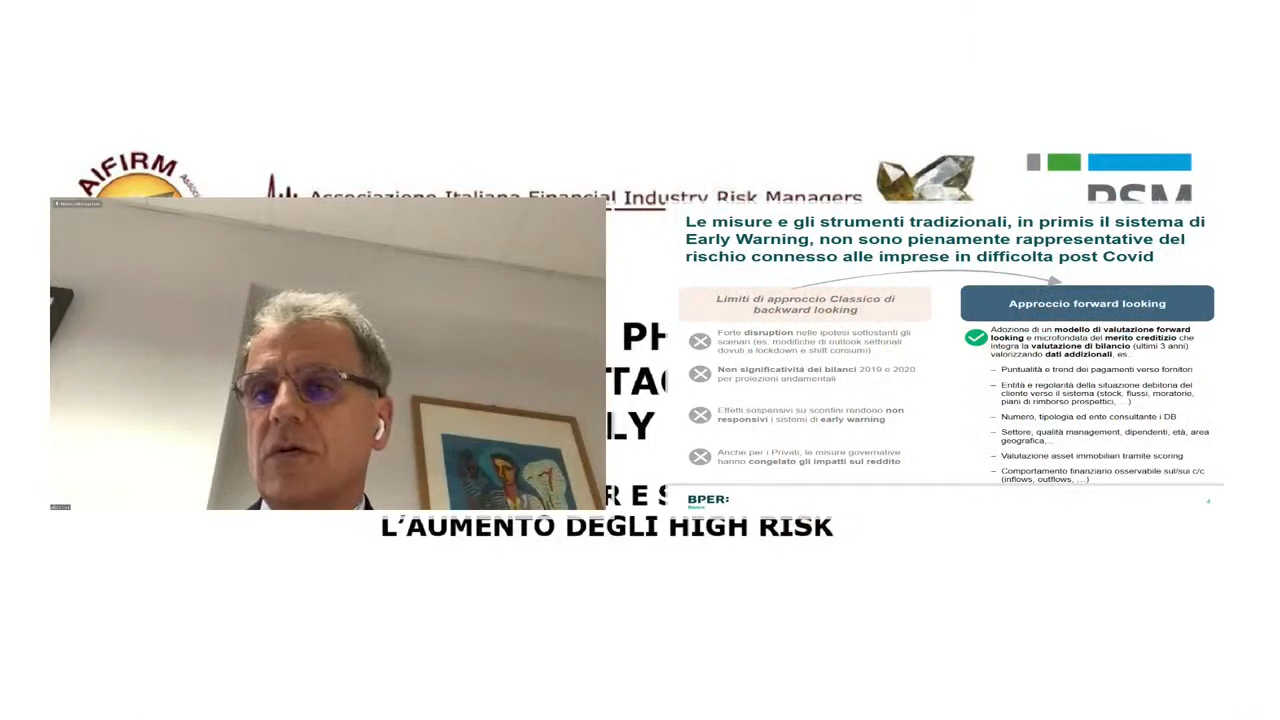 AIFIRM
Associazione Italiana Financial Industry Risk Managers
RSM
Le misure e gli strumenti tradizionali, in primis il sistema di
Early Warning, non sono pienamente rappresentative del
rischio connesso alle imprese in difficolta post Covid
Limiti di approccio Classico di
backward looking
Forte disruption nelle ipotesi sottostanti gli
scenari (es. modifiche di outlook settoriali
dovuti a lockdown e shift consumi)
Non significatività dei bilanci 2019 e 2020
per proiezioni andamentali
Effetti sospensivi su sconfini rendono non
responsivi i sistemi di early warning
Anche per i Privati, le misure governative
hanno congelato gli impatti sul reddito
Approccio forward looking
Adozione di un modello di valutazione forward
looking e microfondata del merito creditizio che
integra la valutazione di bilancio (ultimi 3 anni)
valorizzando dati addizionali, es..
– Puntualità e trend dei pagamenti verso fornitori
– Entità e regolarità della situazione debitoria del
cliente verso il sistema (stock, flussi, moratorie,
piani di rimborso prospettici, ...)
– Numero, tipologia ed ente consultante i DB
– Settore, qualità management, dipendenti, età, area
geografica,...
– Valutazione asset immobiliari tramite scoring
– Comportamento finanziario osservabile sul/sui c/c
(inflows, outflows, ...)
BPER:
Banca
4
PH
TAG
LY
R E S
L'AUMENTO DEGLI HIGH RISK